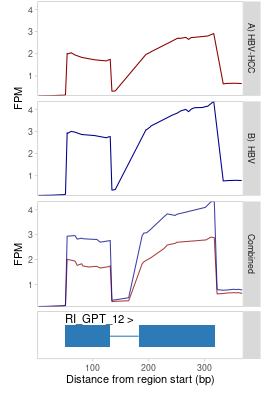 4
3
2
1
A) HBV-HCC
FPM
4
3
2
1
B) HBV
4
3
2
1
FPM
Combined
RI_GPT_12 >
100 200 300
Distance from region start (bp)